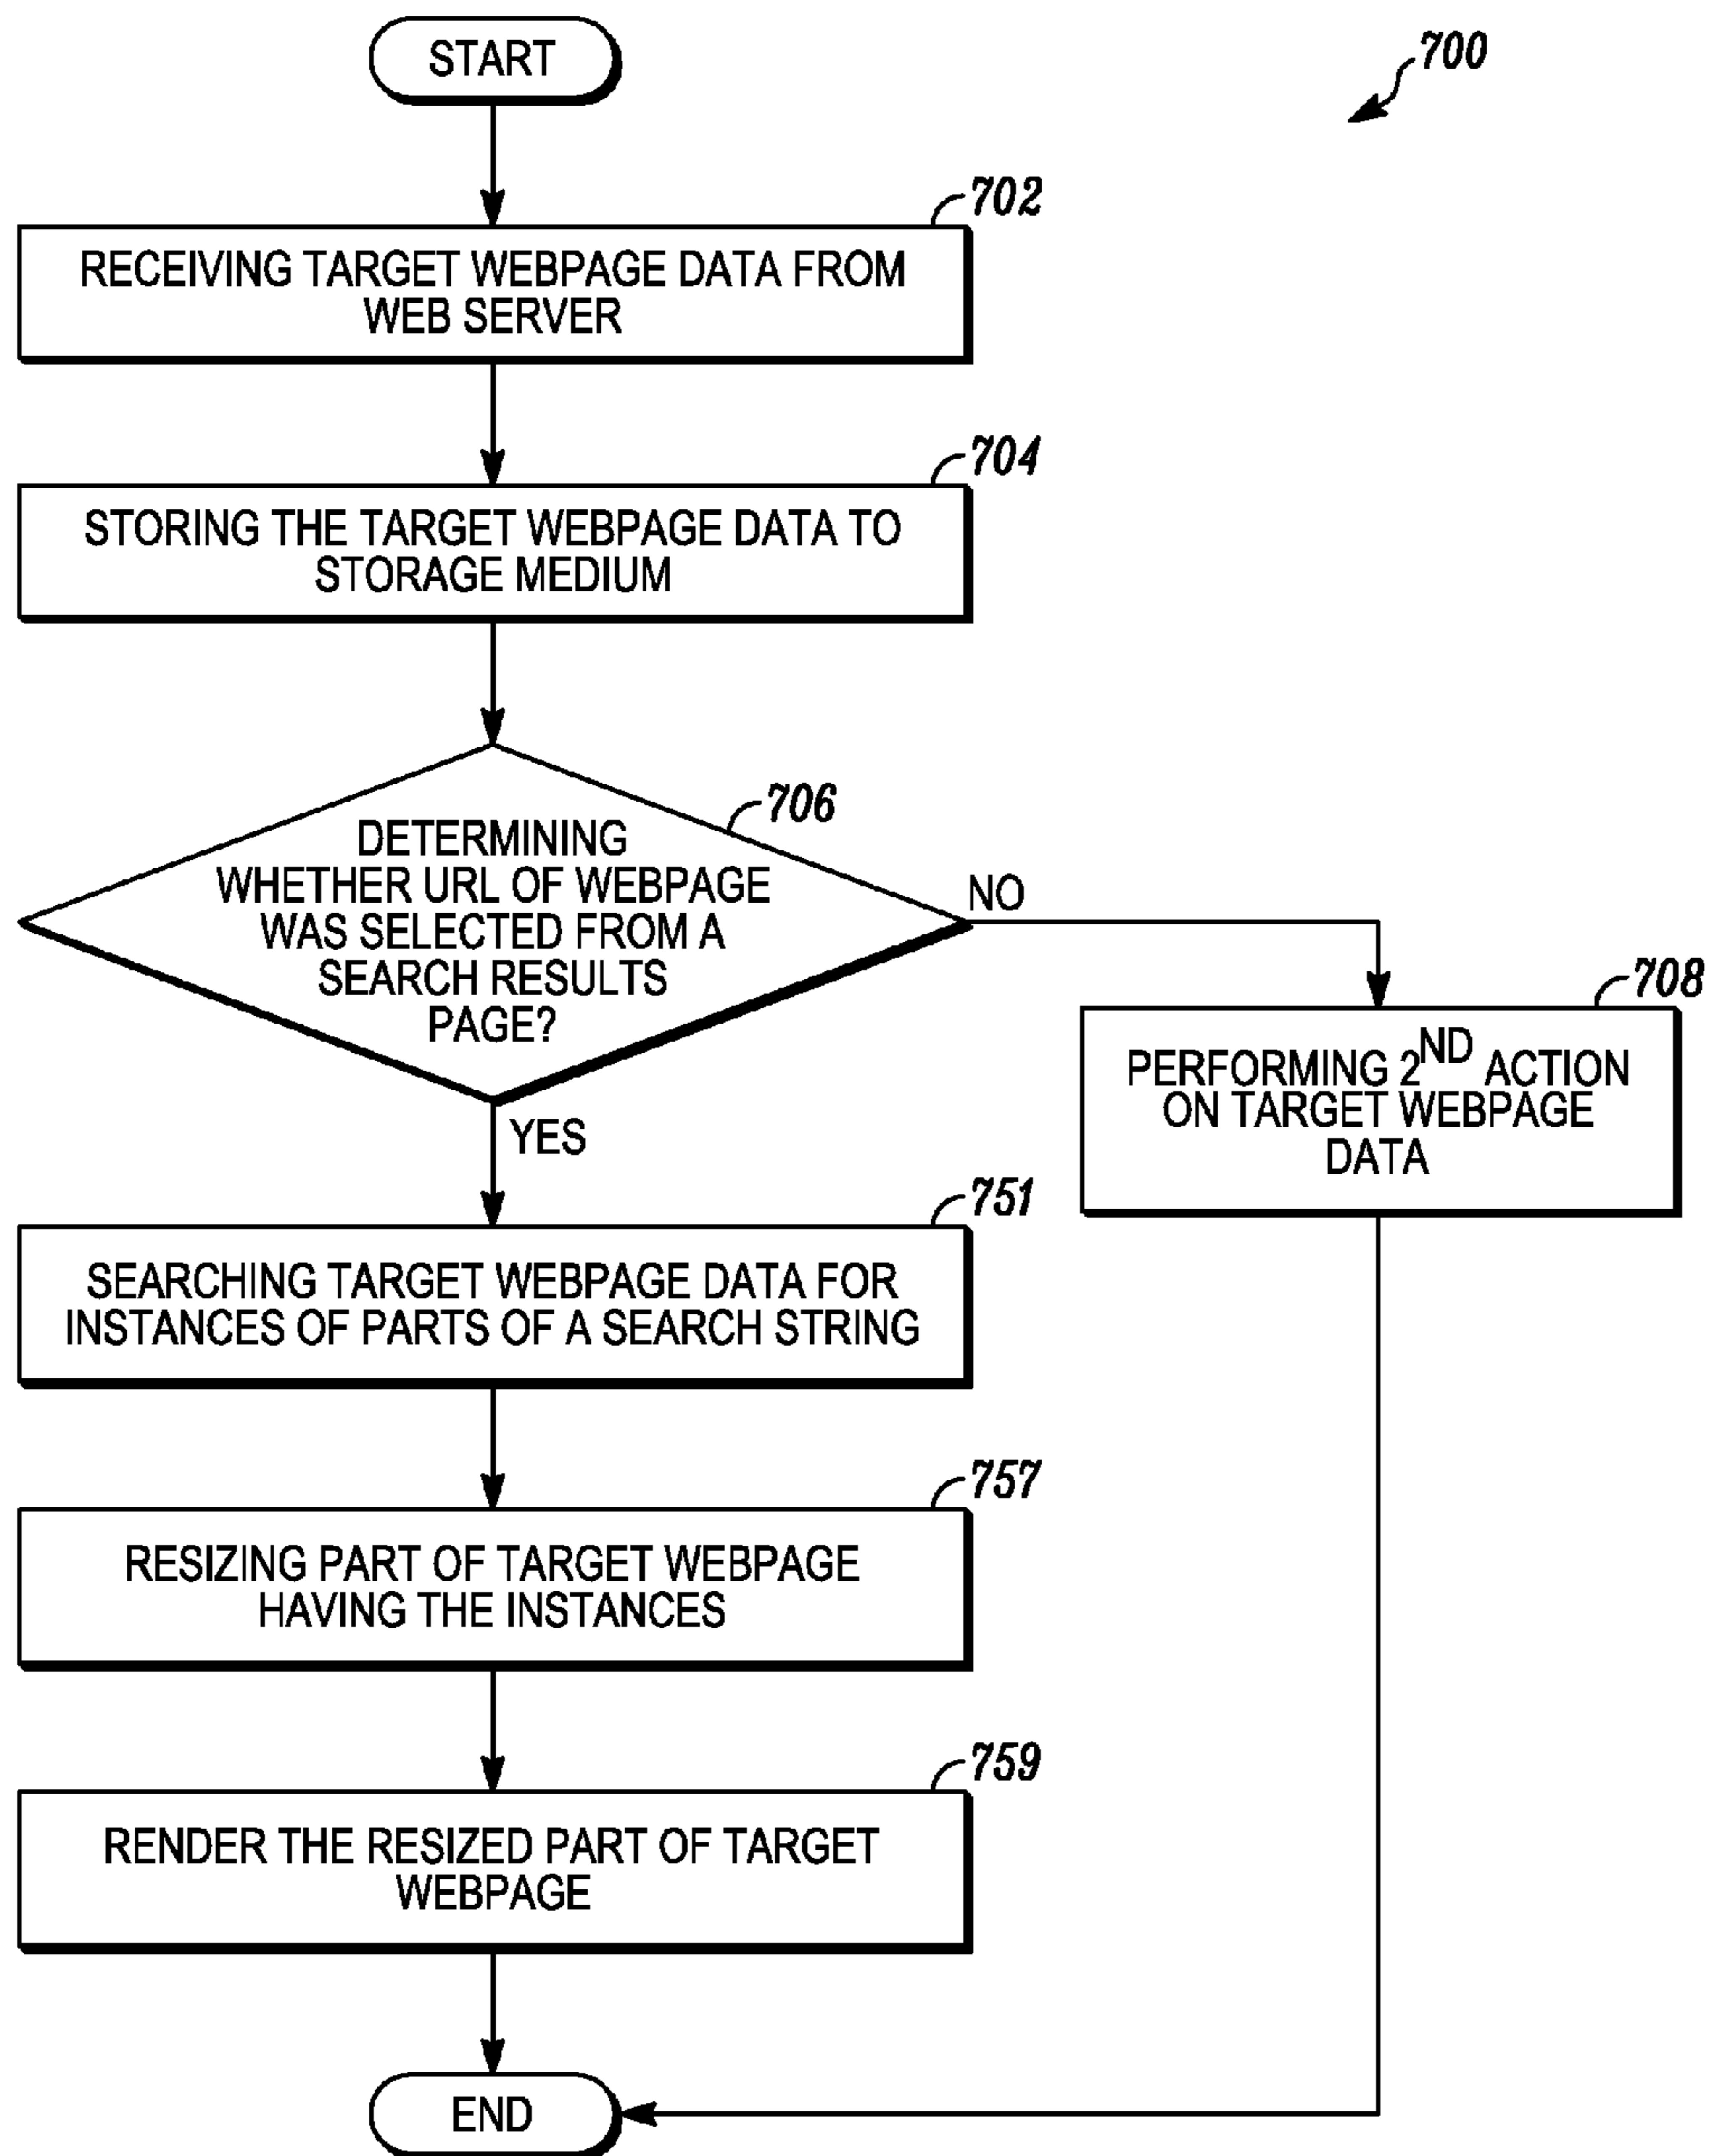 START
700
702
RECEIVING TARGET WEBPAGE DATA FROM
WEB SERVER
704
STORING THE TARGET WEBPAGE DATA TO
STORAGE MEDIUM
706
DETERMINING
WHETHER URL OF WEBPAGE
WAS SELECTED FROM A
SEARCH RESULTS
PAGE?
NO
708
PERFORMING 2ND ACTION
ON TARGET WEBPAGE
DATA
YES
751
SEARCHING TARGET WEBPAGE DATA FOR
INSTANCES OF PARTS OF A SEARCH STRING
757
RESIZING PART OF TARGET WEBPAGE
HAVING THE INSTANCES
759
RENDER THE RESIZED PART OF TARGET
WEBPAGE
END